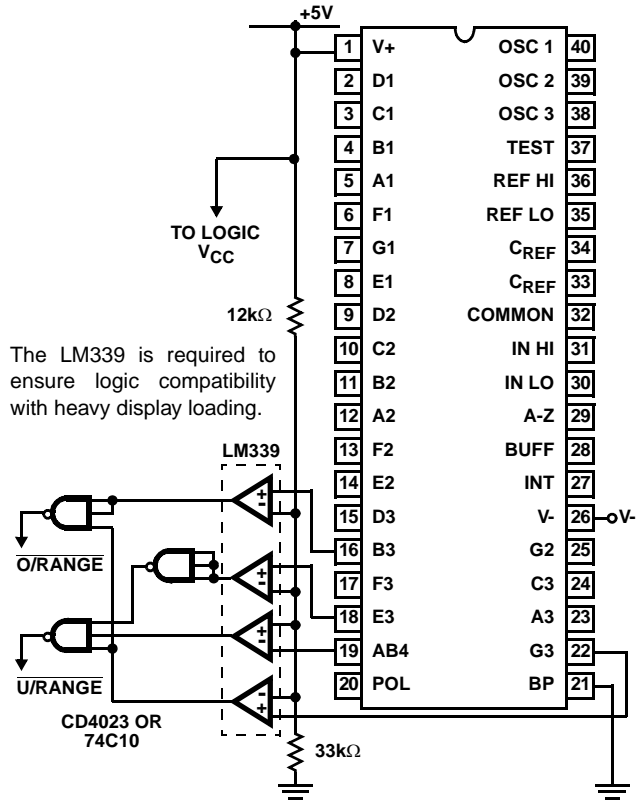 +5V
1 V+ OSC 1 40
2 D1 OSC 2 39
3 C1 OSC 3 38
4 B1 TEST 37
5 A1 REF HI 36
6 F1 REF LO 35
7 G1 CREF 34
8 E1 CREF 33
9 D2 COMMON 32
10 C2 IN HI 31
11 B2 IN LO 30
12 A2 A-Z 29
13 F2 BUFF 28
14 E2 INT 27
15 D3 V- 26 V-
16 B3 G2 25
17 F3 C3 24
18 E3 A3 23
19 AB4 G3 22
20 POL BP 21
TO LOGIC
VCC
12kΩ
The LM339 is required to
ensure logic compatibility
with heavy display loading.
LM339
+
-
O/RANGE
+
-
+
-
U/RANGE
-
+
CD4023 OR
74C10
33kΩ